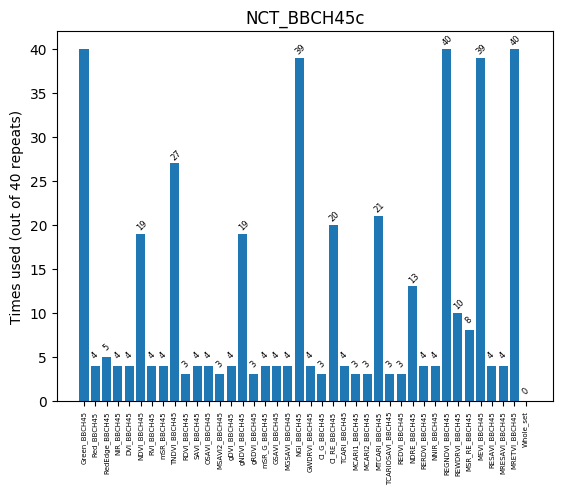 NCT_BBCH45c
Times used (out of 40 repeats)
40
35
30
25
20
15
10
5
0
4
5
4
4
19
4
4
27
3
4
4
3
4
19
3
4
4
4
39
4
3
20
4
3
3
21
3
3
13
4
4
40
10
8
39
4
4
40
0
Green_BBCH45
Red_BBCH45
RedEdge_BBCH45
NIR_BBCH45
DVI_BBCH45
NDVI_BBCH45
RVI_BBCH45
mSR_BBCH45
TNDVI_BBCH45
RDVI_BBCH45
SAVI_BBCH45
OSAVI_BBCH45
MSAVI2_BBCH45
gDVI_BBCH45
gNDVI_BBCH45
gRDVI_BBCH45
mSR_G_BBCH45
GSAVI_BBCH45
MGSAVI_BBCH45
NGI_BBCH45
GWDRVI_BBCH45
CI_G_BBCH45
CI_RE_BBCH45
TCARI_BBCH45
MCARI1_BBCH45
MCARI2_BBCH45
MTCARI_BBCH45
TCARIOSAVI_BBCH45
REDVI_BBCH45
NDRE_BBCH45
RERDVI_BBCH45
NNIR_BBCH45
REGNDVI_BBCH45
REWDRVI_BBCH45
MSR_RE_BBCH45
MEVI_BBCH45
RESAVI_BBCH45
MRESAVI_BBCH45
MRETVI_BBCH45
Whole_set